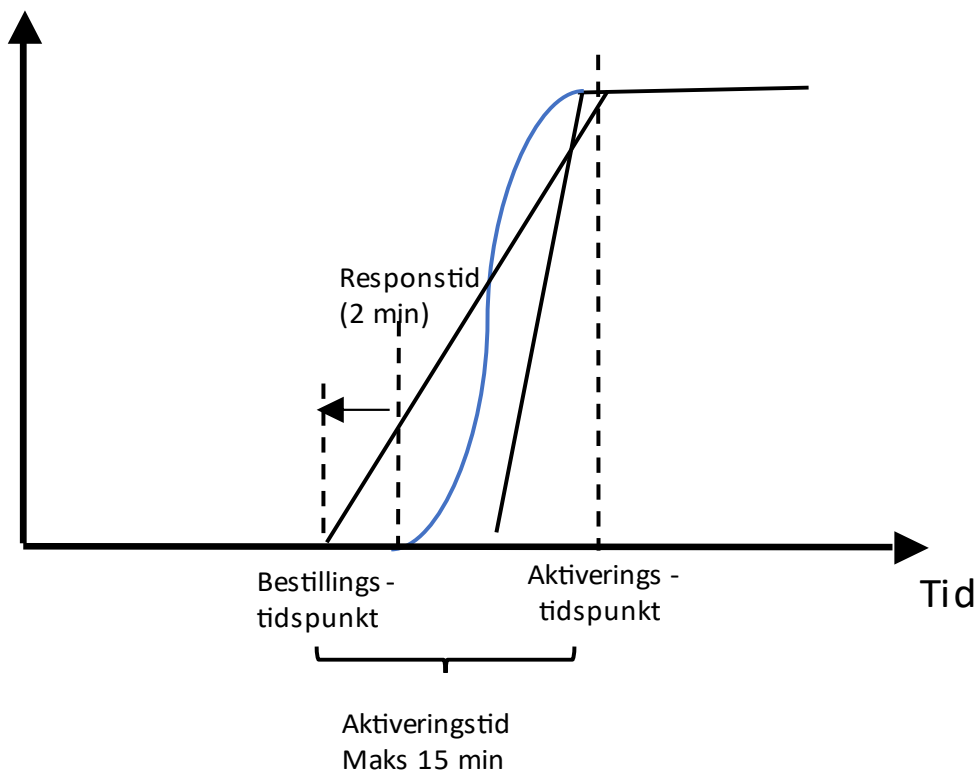 Responstid
(2 min)
Bestillings-
tidspunkt
Aktiverings-
tidspunkt
Tid
Aktiveringstid
Maks 15 min